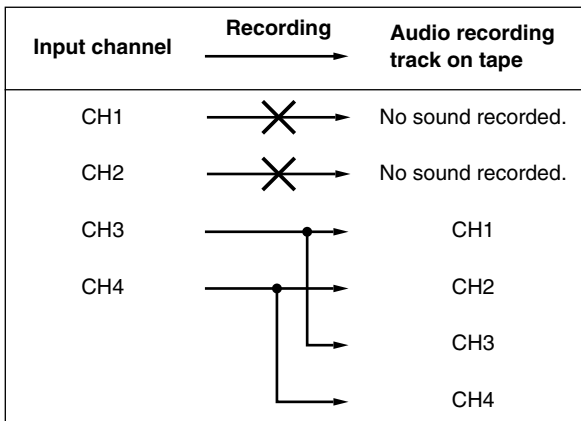 Input channel Recording Audio recording
track on tape
CH1 No sound recorded.
CH2 No sound recorded.
CH3 CH1
CH4 CH2
CH3
CH4